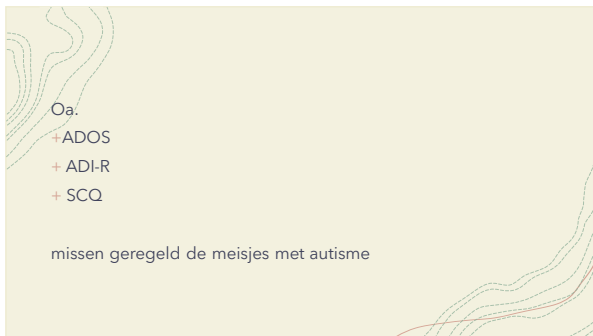 Oa.
+ADOS
+ ADI-R
+ SCQ
missen geregeld de meisjes met autisme